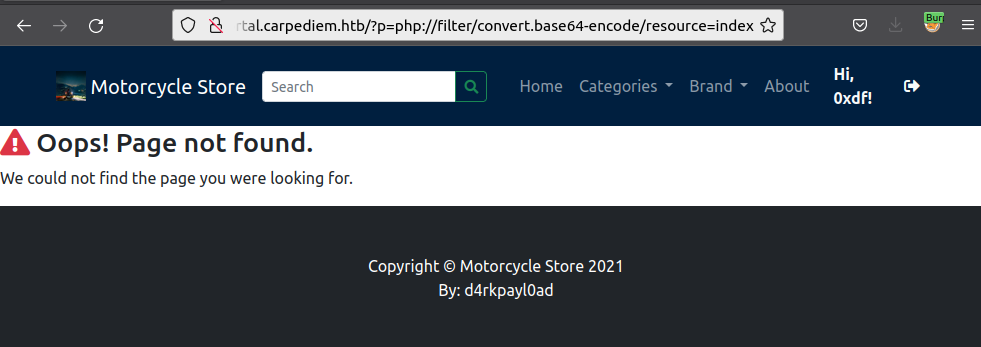 rtal.carpediem.htb/?p=php://filter/convert.base64-encode/resource=index
Burp
Motorcycle Store
Search
Home
Categories
Brand
About
Hi,
0xdf!
Oops! Page not found.
We could not find the page you were looking for.
Copyright © Motorcycle Store 2021
By: d4rkpayl0ad